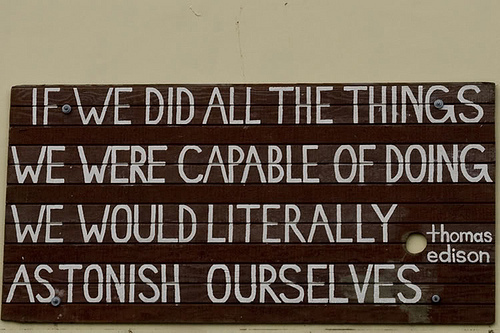 IF WE DID ALL THE THINGS
WE WERE CAPABLE OF DOING
WE WOULD LITERALLY
ASTONISH OURSELVES
thomas
edison